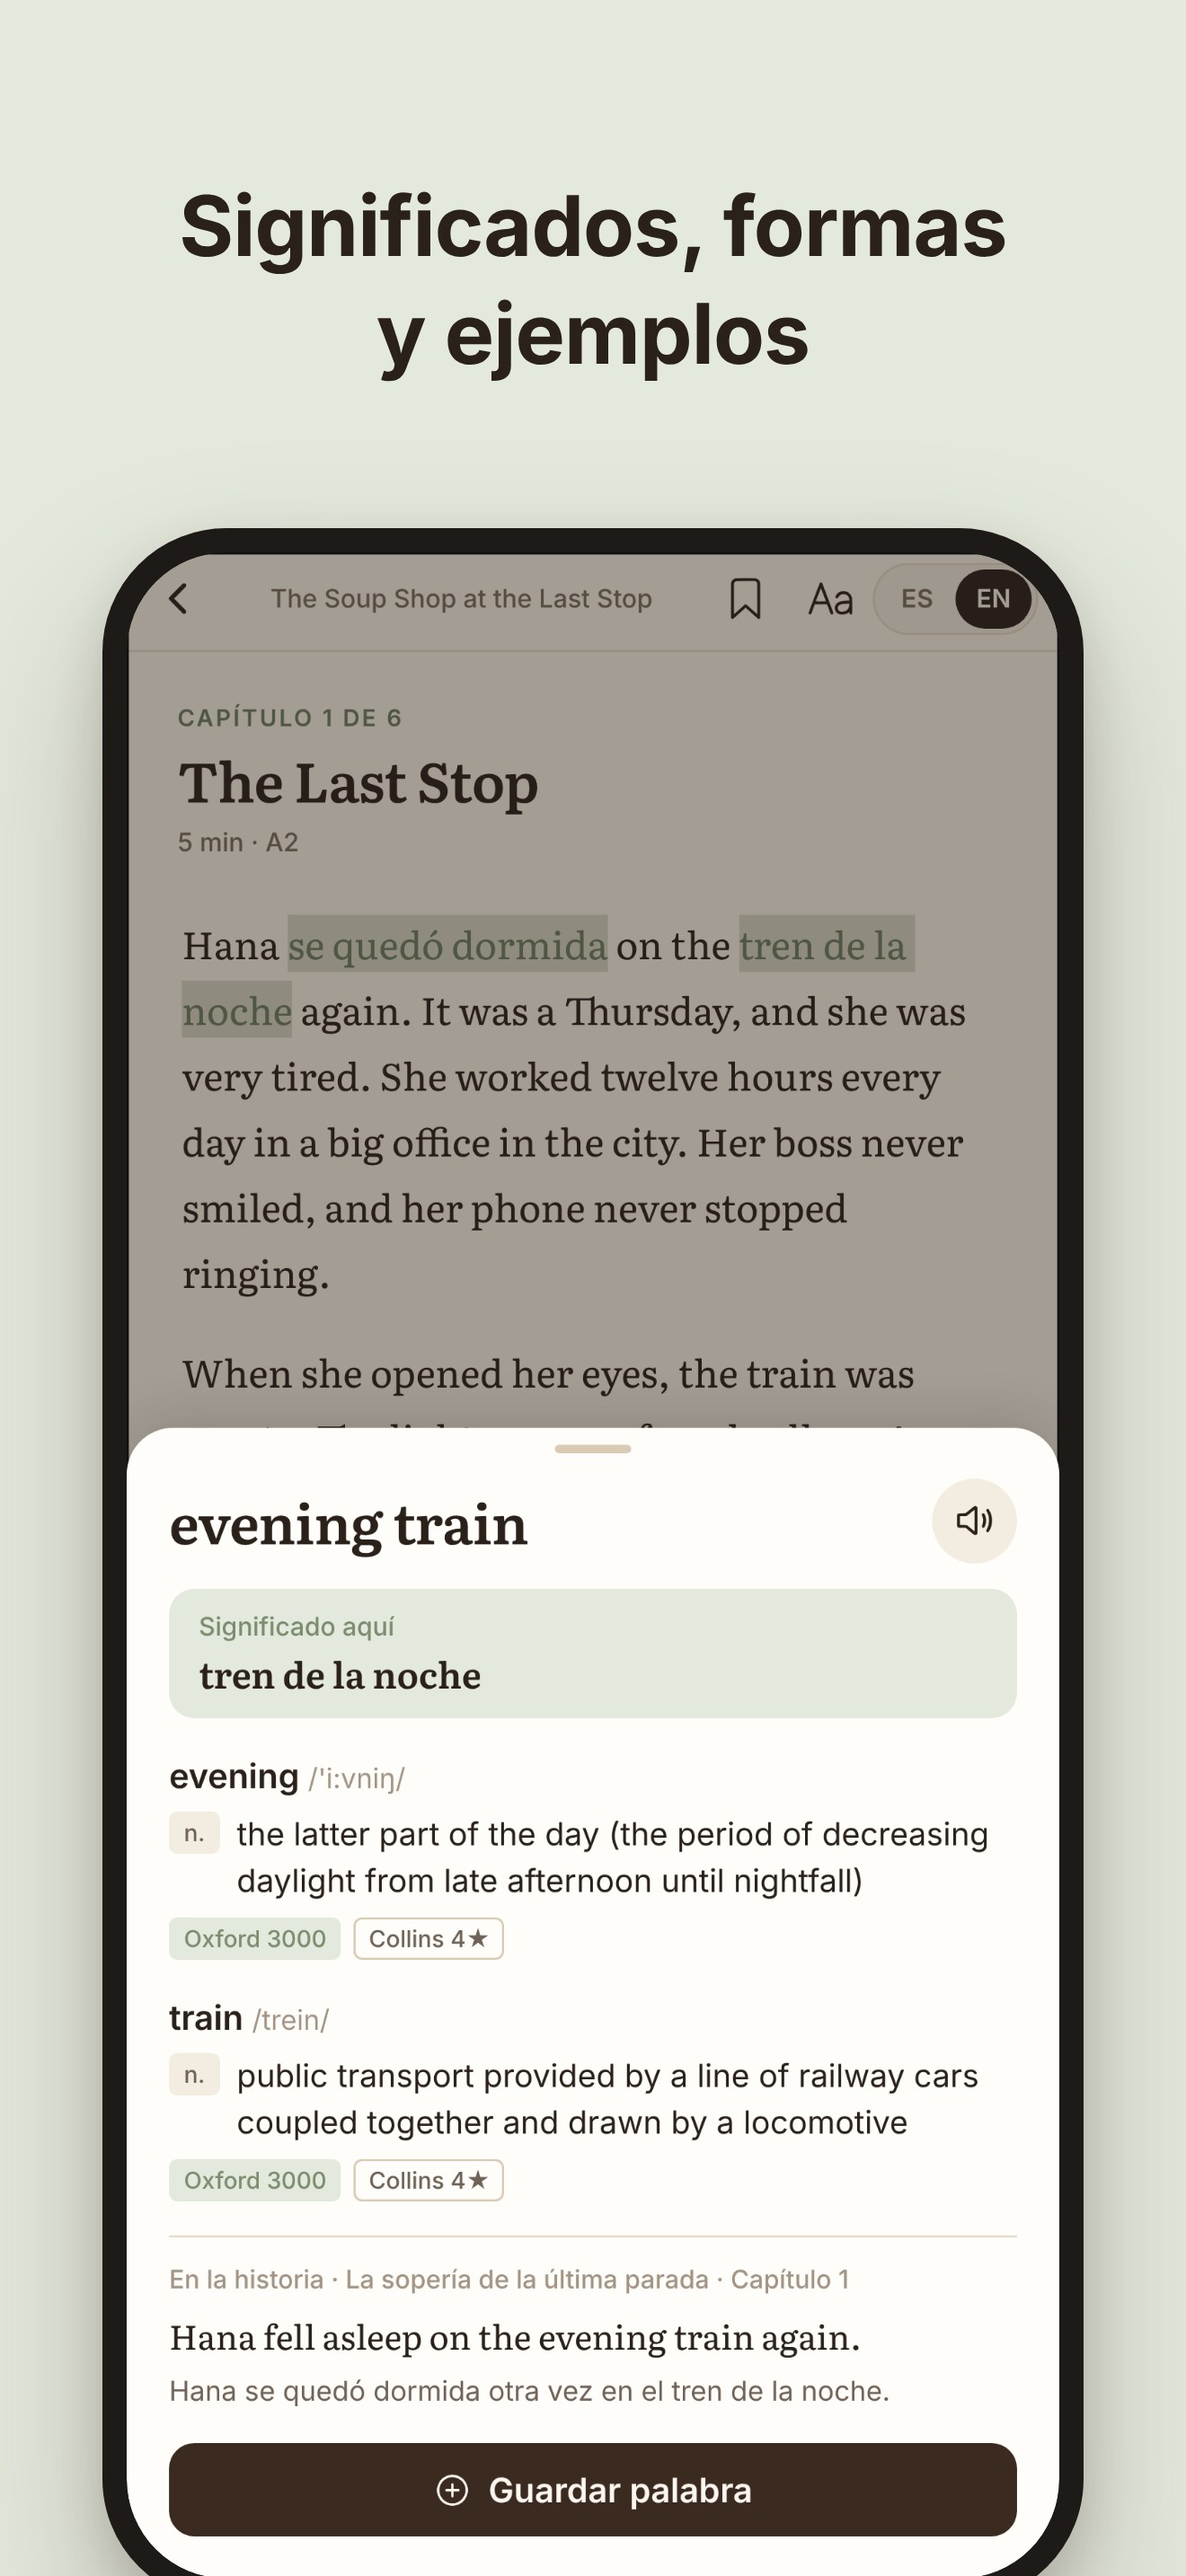 Significados, formas
y ejemplos
The Soup Shop at the Last Stop
Aa
ES
EN
CAPÍTULO 1 DE 6
The Last Stop
5 min · A2
Hana se quedó dormida on the tren de la
noche again. It was a Thursday, and she was
very tired. She worked twelve hours every
day in a big office in the city. Her boss never
smiled, and her phone never stopped
ringing.
When she opened her eyes, the train was
evening train
Significado aquí
tren de la noche
evening /'i:vniŋ/
n. the latter part of the day (the period of decreasing
daylight from late afternoon until nightfall)
Oxford 3000
Collins 4★
train /trein/
n. public transport provided by a line of railway cars
coupled together and drawn by a locomotive
Oxford 3000
Collins 4★
En la historia · La sopería de la última parada · Capítulo 1
Hana fell asleep on the evening train again.
Hana se quedó dormida otra vez en el tren de la noche.
Guardar palabra